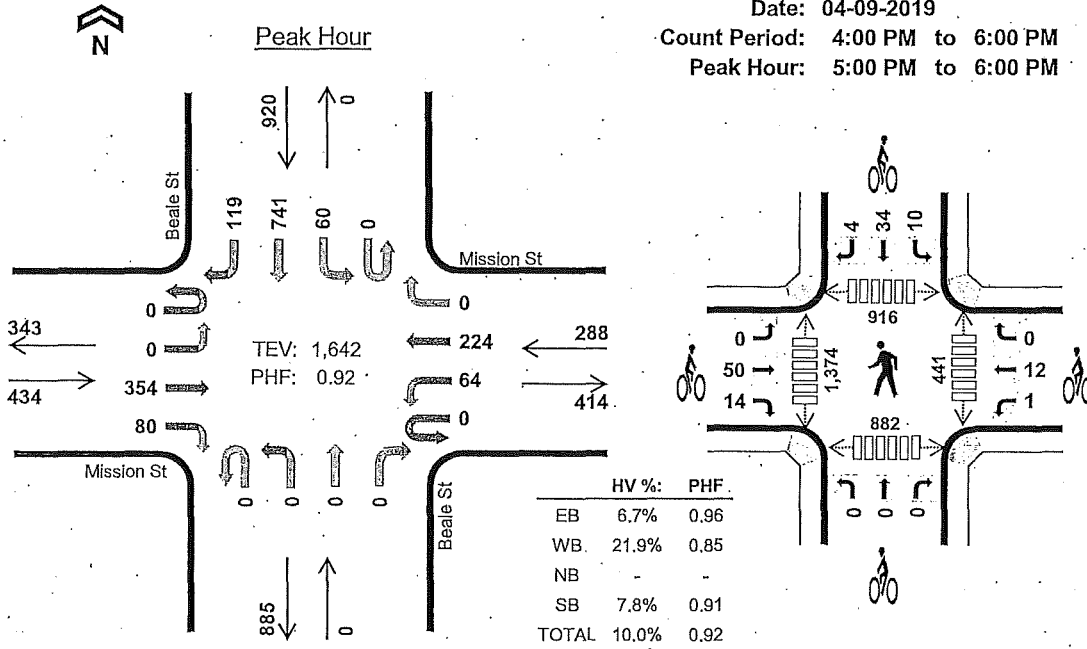 N
Peak Hour
Date: 04-09-2019
Count Period: 4:00 PM to 6:00 PM
Peak Hour: 5:00 PM to 6:00 PM
920
0
Beale St
119
741
60
0
Mission St
0
0
343
0
224
288
TEV: 1,642
PHF: 0.92
434
354
64
414
80
0
Mission St
0
0
0
0
Beale St
885
0
HV %: PHF
EB 6.7% 0.96
WB 21.9% 0.85
NB - -
SB 7.8% 0.91
TOTAL 10.0% 0.92
4
34
10
916
0
0
50
1,374
441
12
14
1
882
0
0
0